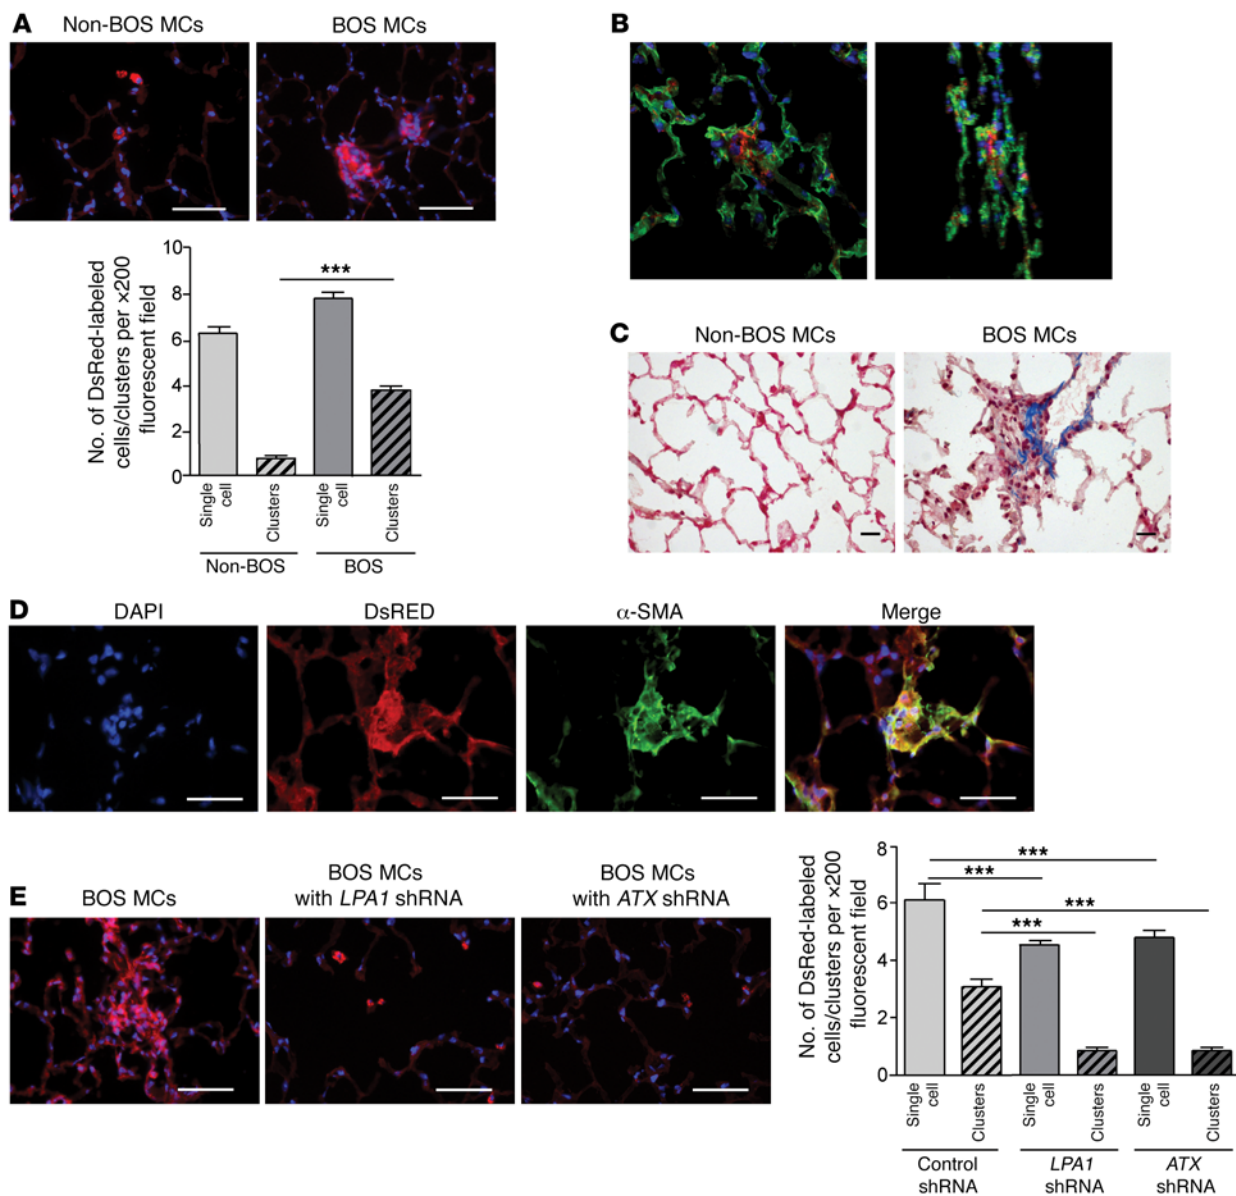 A
Non-BOS MCs
BOS MCs
No. of DsRed-labeled
cells/clusters per ×200
fluorescent field
10
8
6
4
2
0
***
Single
cell
Clusters
Single
cell
Clusters
Non-BOS
BOS
B
C
Non-BOS MCs
BOS MCs
D
DAPI
DsRED
α-SMA
Merge
E
BOS MCs
BOS MCs
with LPA1 shRNA
BOS MCs
with ATX shRNA
No. of DsRed-labeled
cells/clusters per ×200
fluorescent field
8
6
4
2
0
***
***
***
***
Single
cell
Clusters
Single
cell
Clusters
Single
cell
Clusters
Control
shRNA
LPA1
shRNA
ATX
shRNA